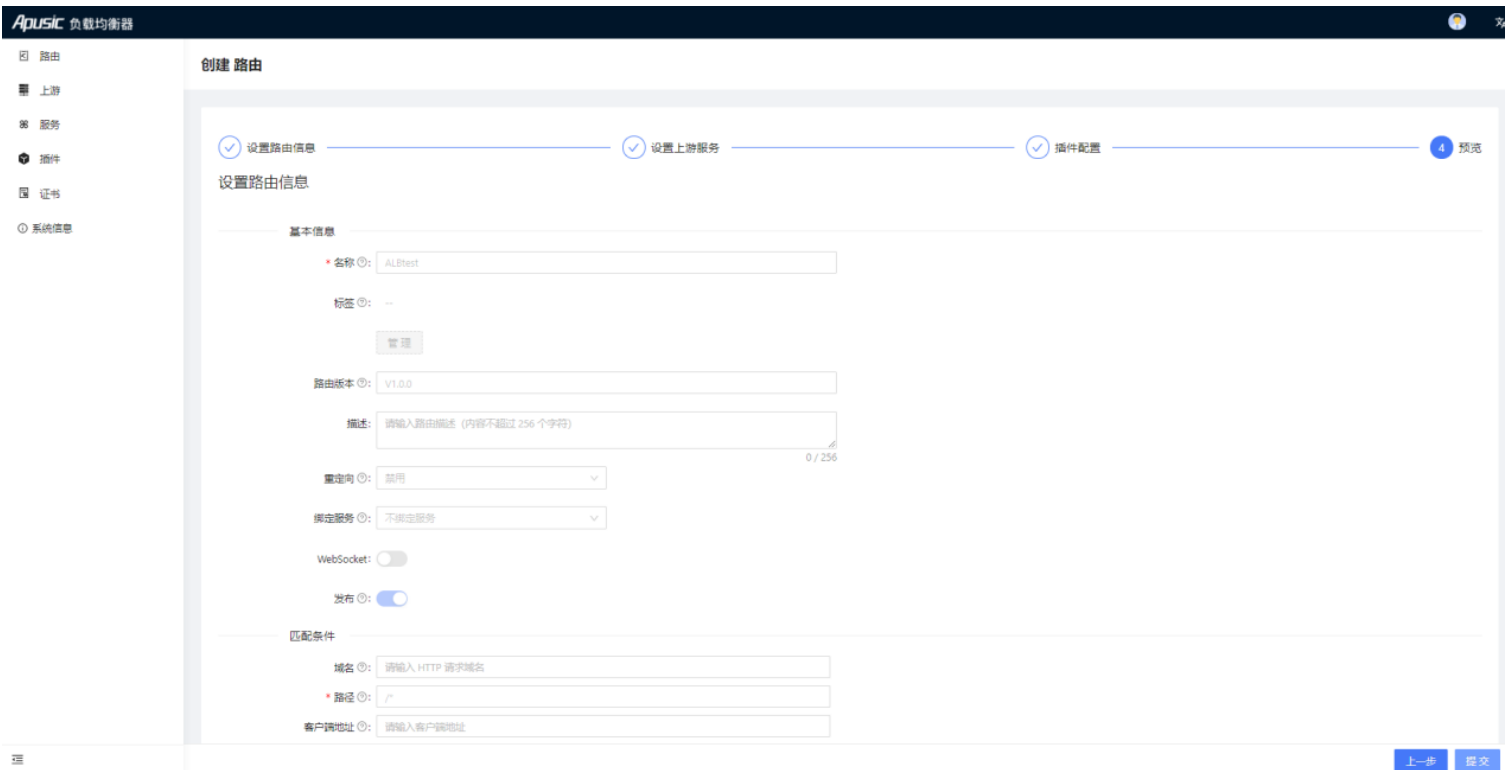 Apusic 负载均衡器
路由
上游
服务
插件
证书
系统信息
创建 路由
设置路由信息
设置上游服务
插件配置
4 预览
设置路由信息
基本信息
* 名称 ?: ALBtest
标签 ?: --
管 理
路由版本 ?: V1.0.0
描述: 请输入路由描述（内容不超过 256 个字符）
0 / 256
重定向 ?: 禁用
绑定服务 ?: 不绑定服务
WebSocket:
发布 ?:
匹配条件
域名 ?: 请输入 HTTP 请求域名
* 路径 ?: /*
客户端地址 ?: 请输入客户端地址
上一步 提 交